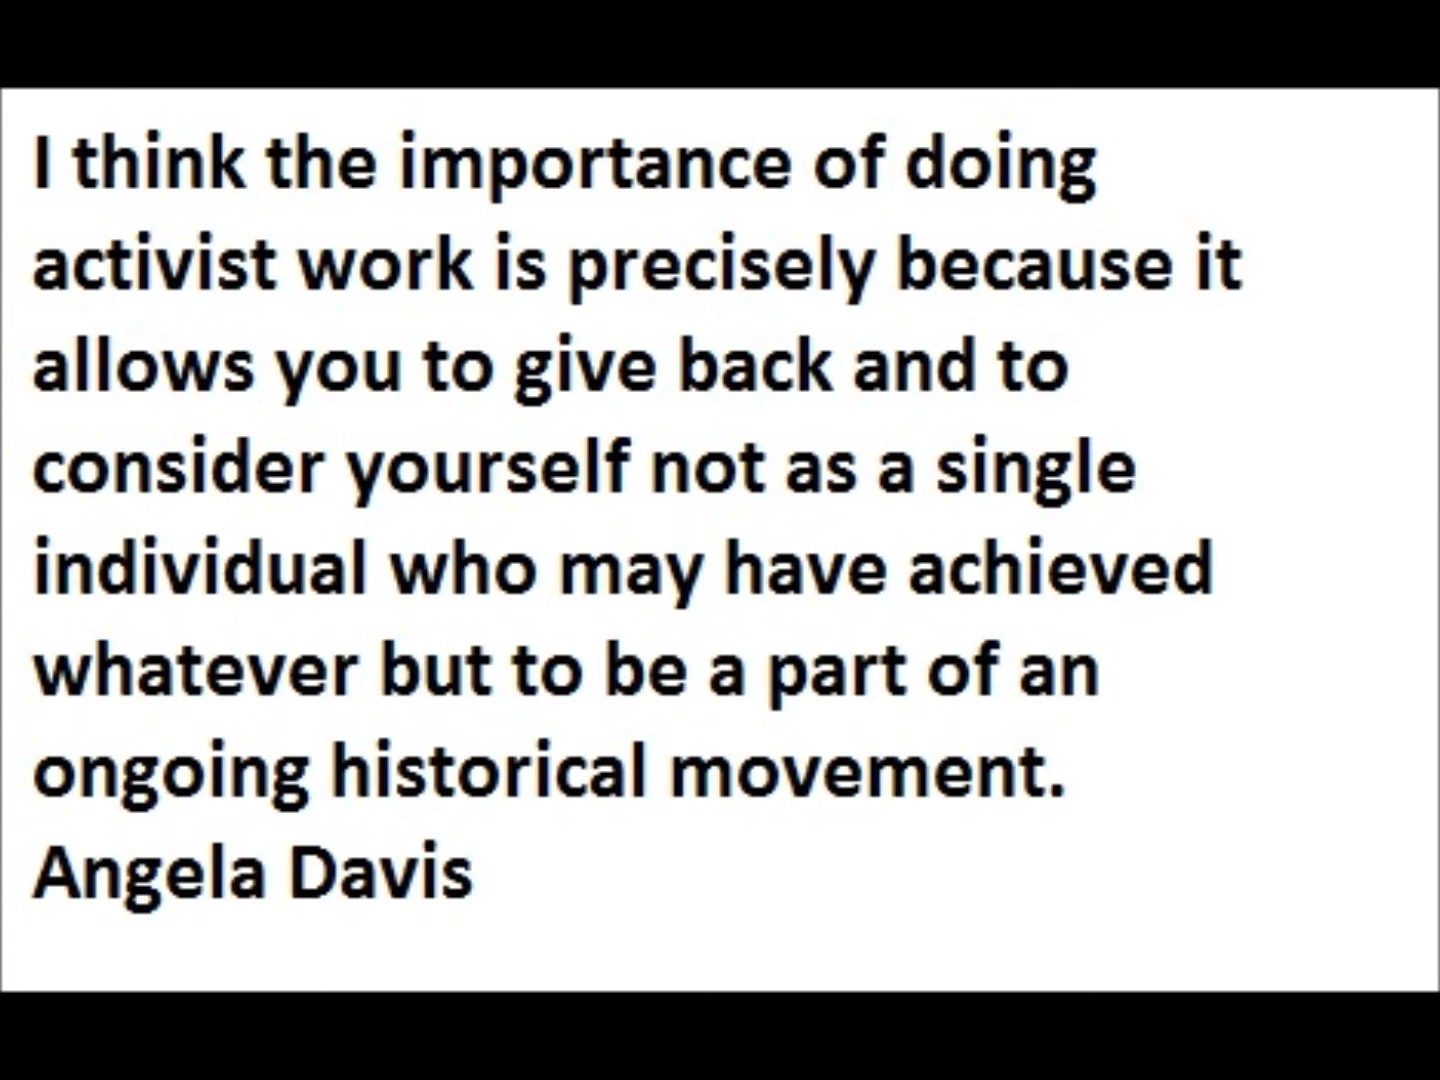 I think the importance of doing
activist work is precisely because it
allows you to give back and to
consider yourself not as a single
individual who may have achieved
whatever but to be a part of an
ongoing historical movement.
Angela Davis